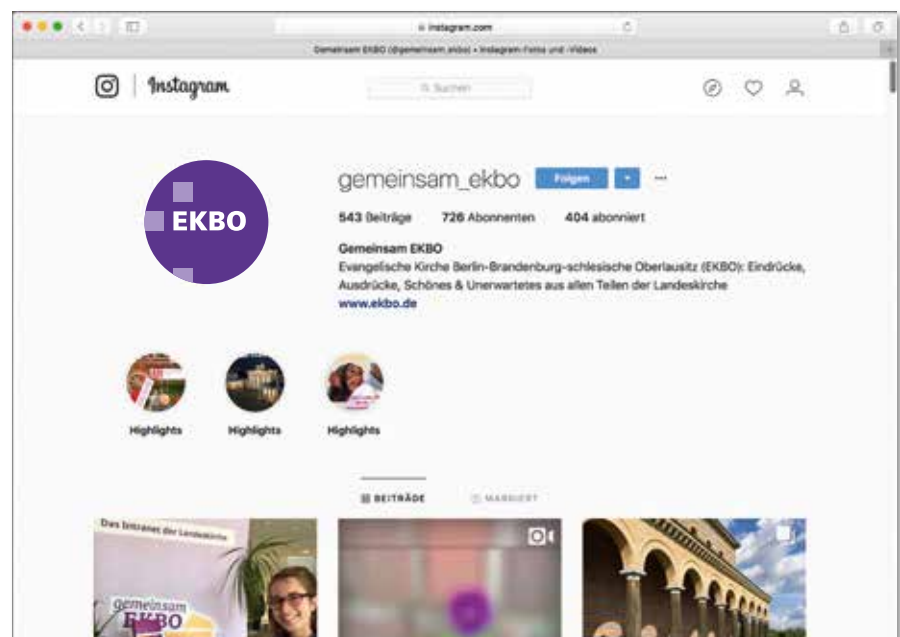 instagram.com
Gemeinsam EKBO (@gemeinsam_ekbo) • Instagram-Fotos und -Videos
Instagram
Suchen
EKBO
gemeinsam_ekbo Folgen
543 Beiträge 726 Abonnenten 404 abonniert
Gemeinsam EKBO
Evangelische Kirche Berlin-Brandenburg-schlesische Oberlausitz (EKBO): Eindrücke,
Ausdrücke, Schönes & Unerwartetes aus allen Teilen der Landeskirche
www.ekbo.de
Highlights Highlights Highlights
BEITRÄGE MARKIERT
Das Intranet der Landeskirche
gemeinsam
EKBO